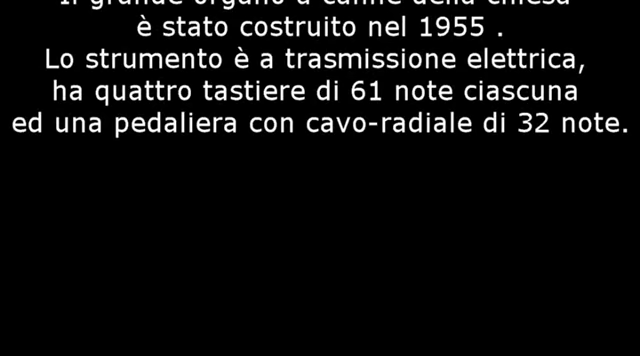 Il grande organo a canne della chiesa
è stato costruito nel 1955 .
Lo strumento è a trasmissione elettrica,
ha quattro tastiere di 61 note ciascuna
ed una pedaliera con cavo-radiale di 32 note.